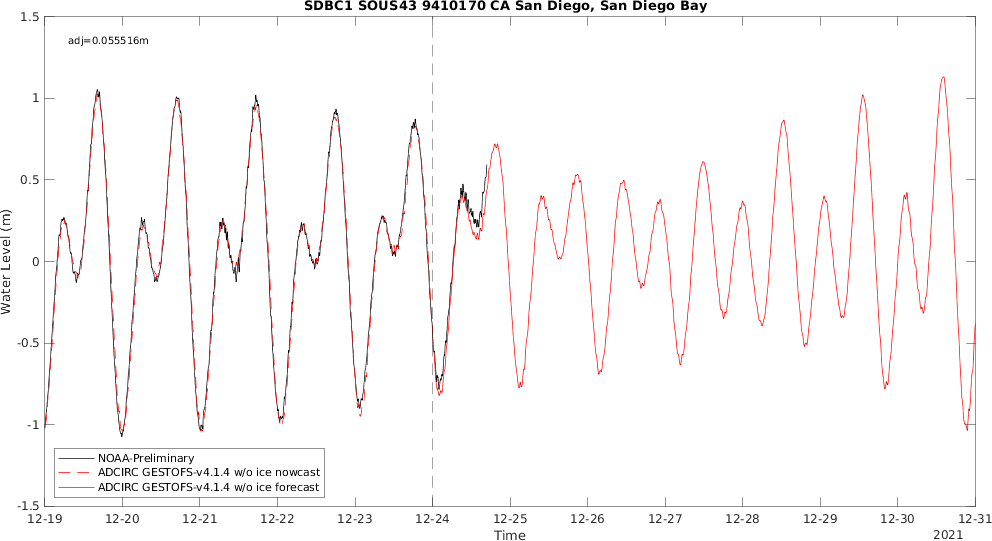 SDBC1 SOUS43 9410170 CA San Diego, San Diego Bay
adj=0.055516m
1.5
1
0.5
0
-0.5
-1
-1.5
Water Level (m)
NOAA-Preliminary
ADCIRC GESTOFS-v4.1.4 w/o ice nowcast
ADCIRC GESTOFS-v4.1.4 w/o ice forecast
12-19 12-20 12-21 12-22 12-23 12-24 12-25 12-26 12-27 12-28 12-29 12-30 12-31
Time
2021